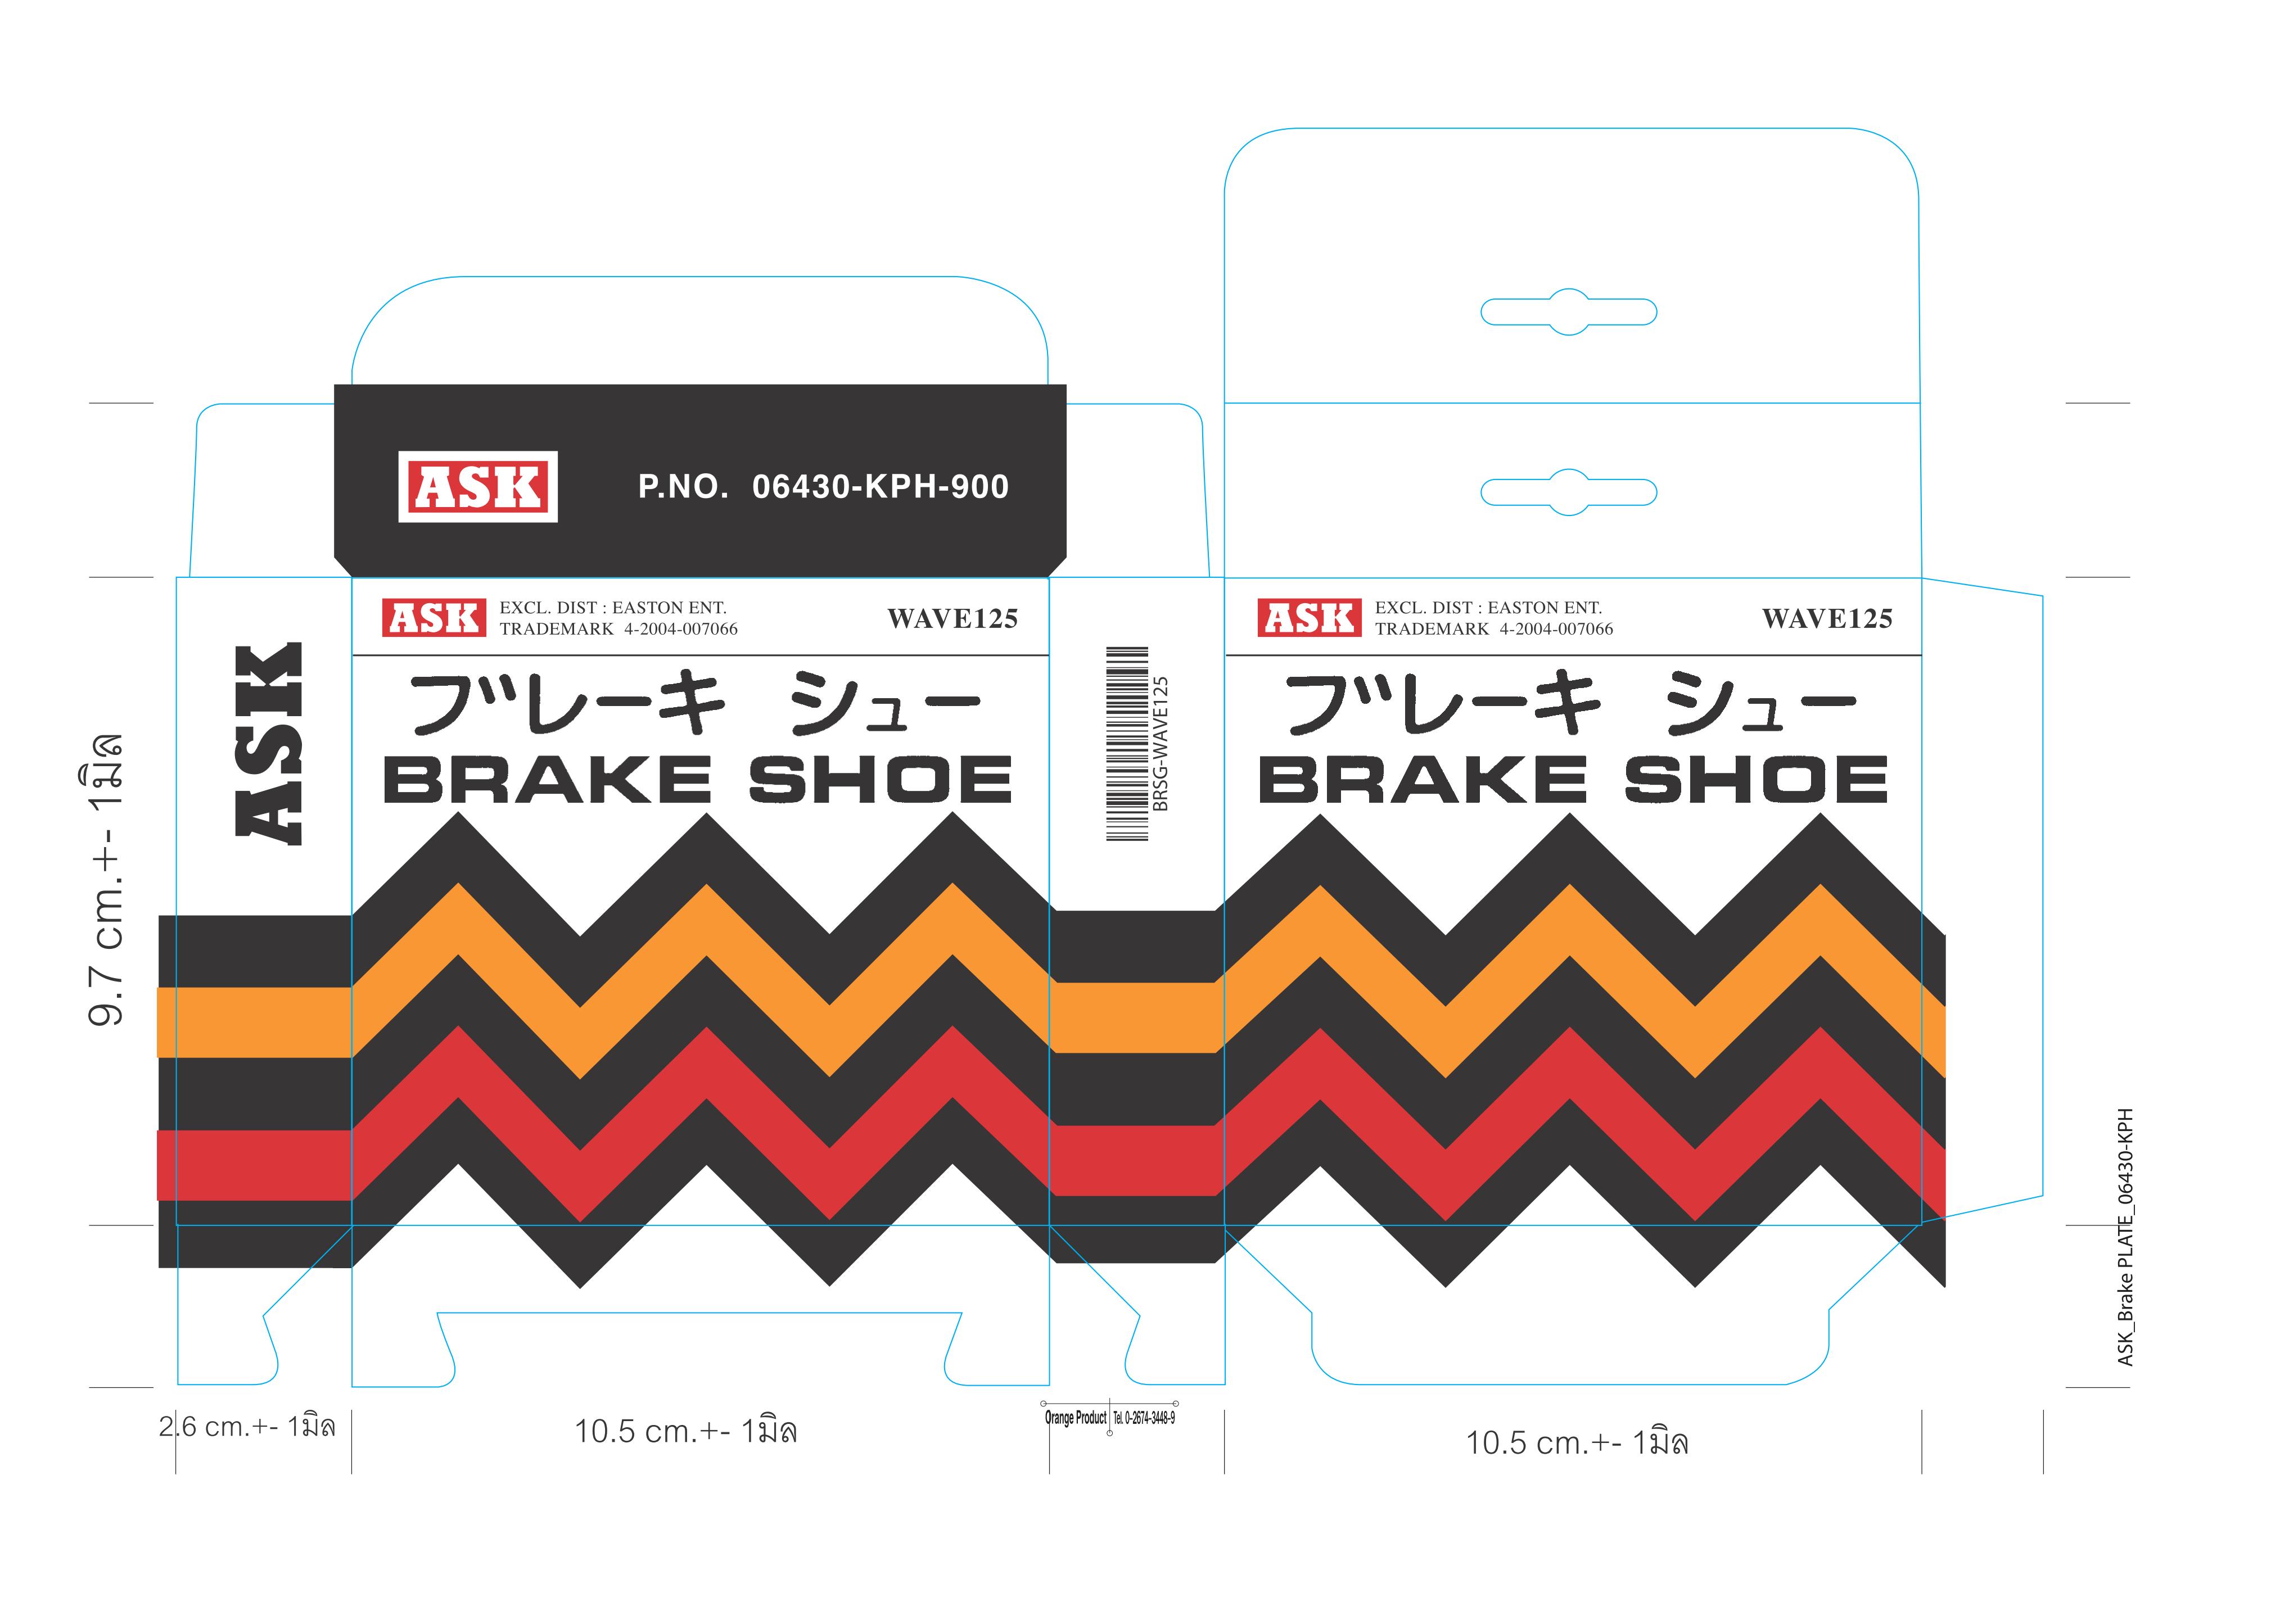 ASK
P.NO. 06430-KPH-900
ASK
ASK
EXCL. DIST : EASTON ENT.
TRADEMARK 4-2004-007066
WAVE125
ブレーキ シュー
BRAKE SHOE
BRSG-WAVE125
ASK
EXCL. DIST : EASTON ENT.
TRADEMARK 4-2004-007066
WAVE125
ブレーキ シュー
BRAKE SHOE
9.7 cm.+- 1มิล
2.6 cm.+- 1มิล
10.5 cm.+- 1มิล
Orange Product Tel. 0-2674-3448-9
10.5 cm.+- 1มิล
ASK_Brake PLATE_06430-KPH